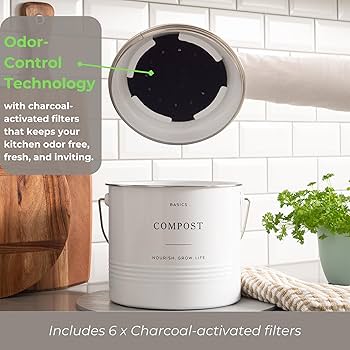 Odor-
Control
Technology
with charcoal-
activated filters
that keeps your
kitchen odor free,
fresh, and inviting.
BASICS
COMPOST
NOURISH. GROW. LIFE
Includes 6 x Charcoal-activated filters